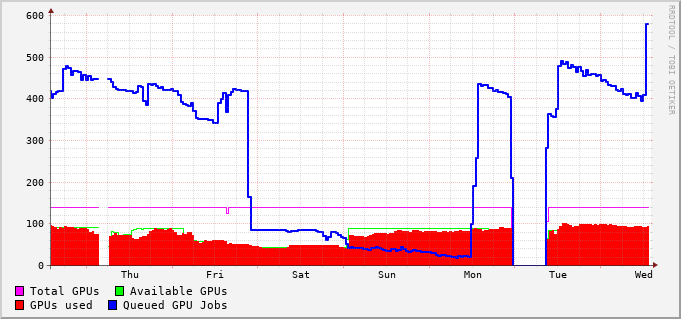 600
500
400
300
200
100
0
Thu Fri Sat Sun Mon Tue Wed
Total GPUs Available GPUs
GPUs used Queued GPU Jobs
RRDTOOL / TOBI OETIKER